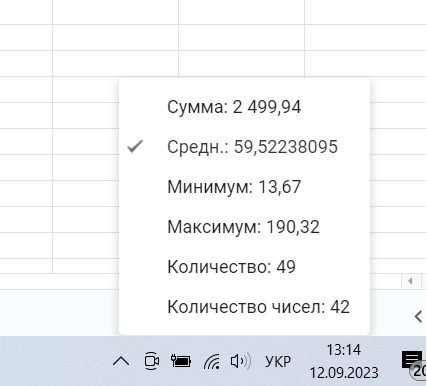 Сумма: 2 499,94
Средн.: 59,52238095
Минимум: 13,67
Максимум: 190,32
Количество: 49
Количество чисел: 42
УКР
13:14
12.09.2023
20